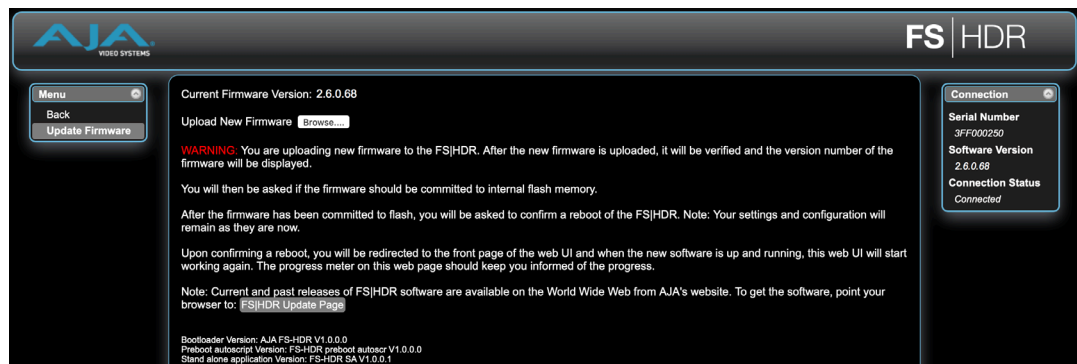 AJA
VIDEO SYSTEMS
FS|HDR
Menu
Back
Update Firmware
Current Firmware Version: 2.6.0.68
Upload New Firmware Browse....
WARNING: You are uploading new firmware to the FS|HDR. After the new firmware is uploaded, it will be verified and the version number of the
firmware will be displayed.
You will then be asked if the firmware should be committed to internal flash memory.
After the firmware has been committed to flash, you will be asked to confirm a reboot of the FS|HDR. Note: Your settings and configuration will
remain as they are now.
Upon confirming a reboot, you will be redirected to the front page of the web UI and when the new software is up and running, this web UI will start
working again. The progress meter on this web page should keep you informed of the progress.
Note: Current and past releases of FS|HDR software are available on the World Wide Web from AJA's website. To get the software, point your
browser to: FS|HDR Update Page
Bootloader Version: AJA FS-HDR V1.0.0.0
Preboot autoscript Version: FS-HDR preboot autoscr V1.0.0.0
Stand alone application Version: FS-HDR SA V1.0.0.1
Connection
Serial Number
3FF000250
Software Version
2.6.0.68
Connection Status
Connected